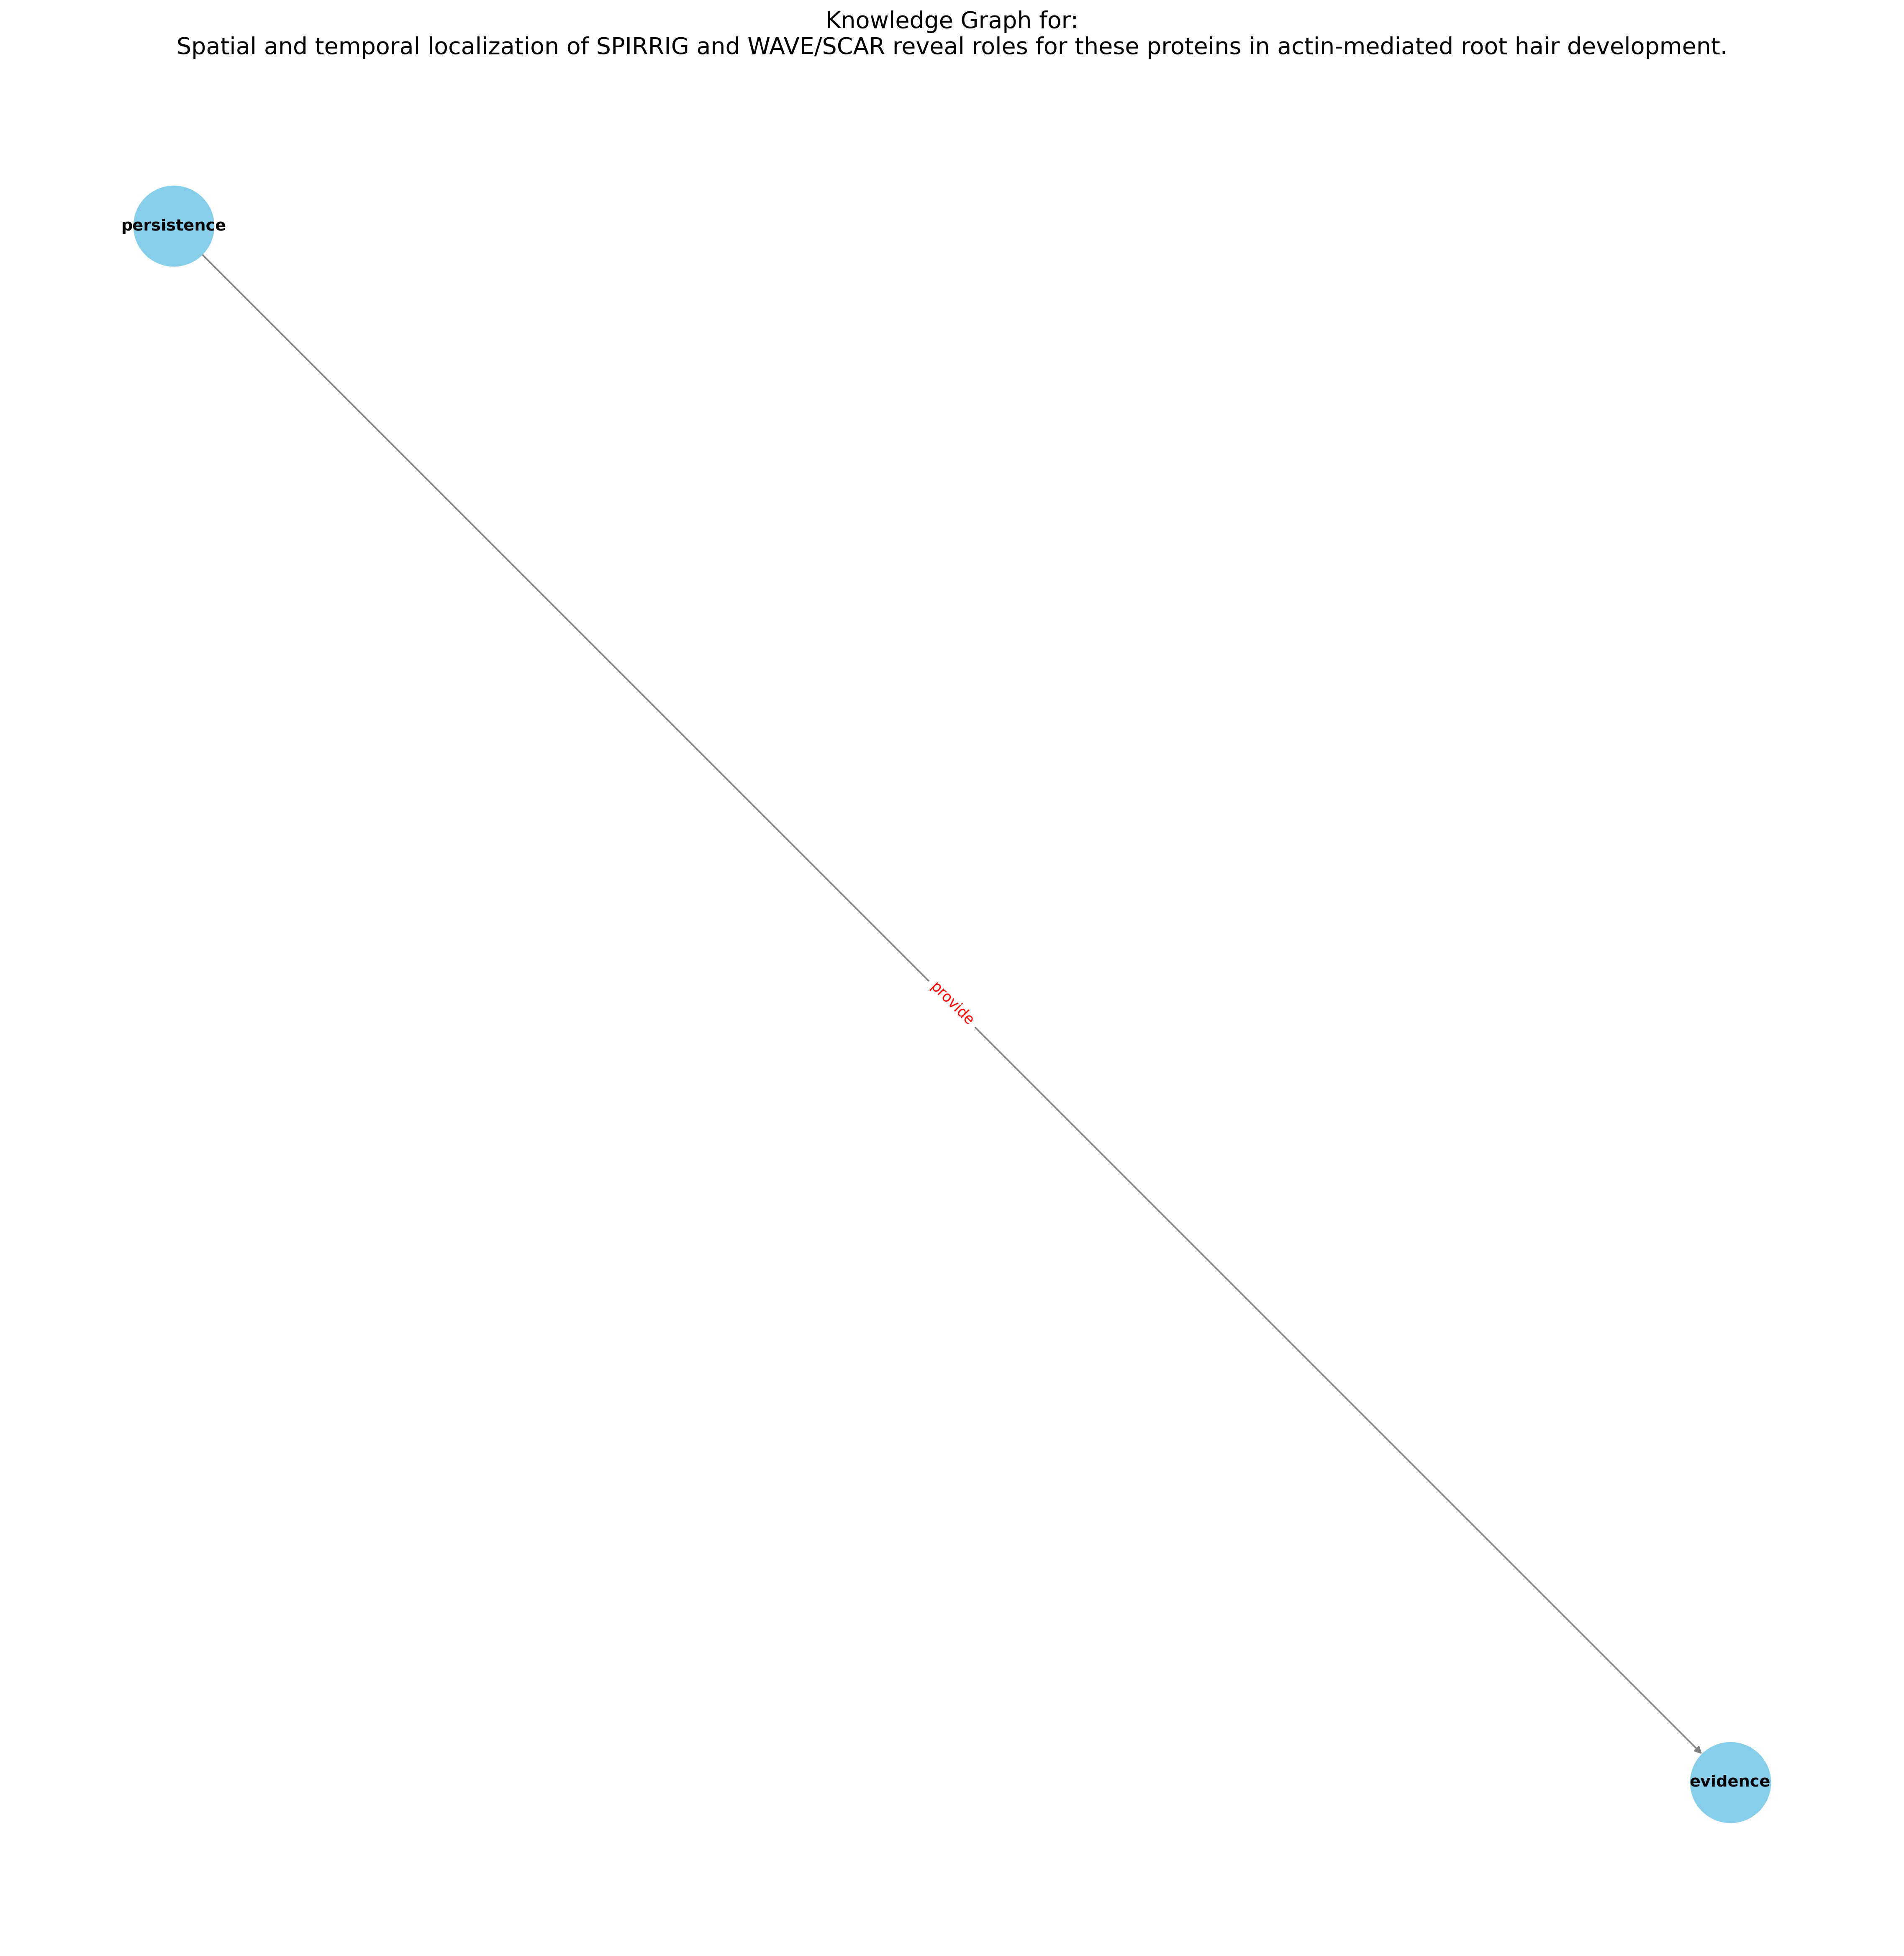 Knowledge Graph for:
Spatial and temporal localization of SPIRRIG and WAVE/SCAR reveal roles for these proteins in actin-mediated root hair development.
persistence
provide
evidence